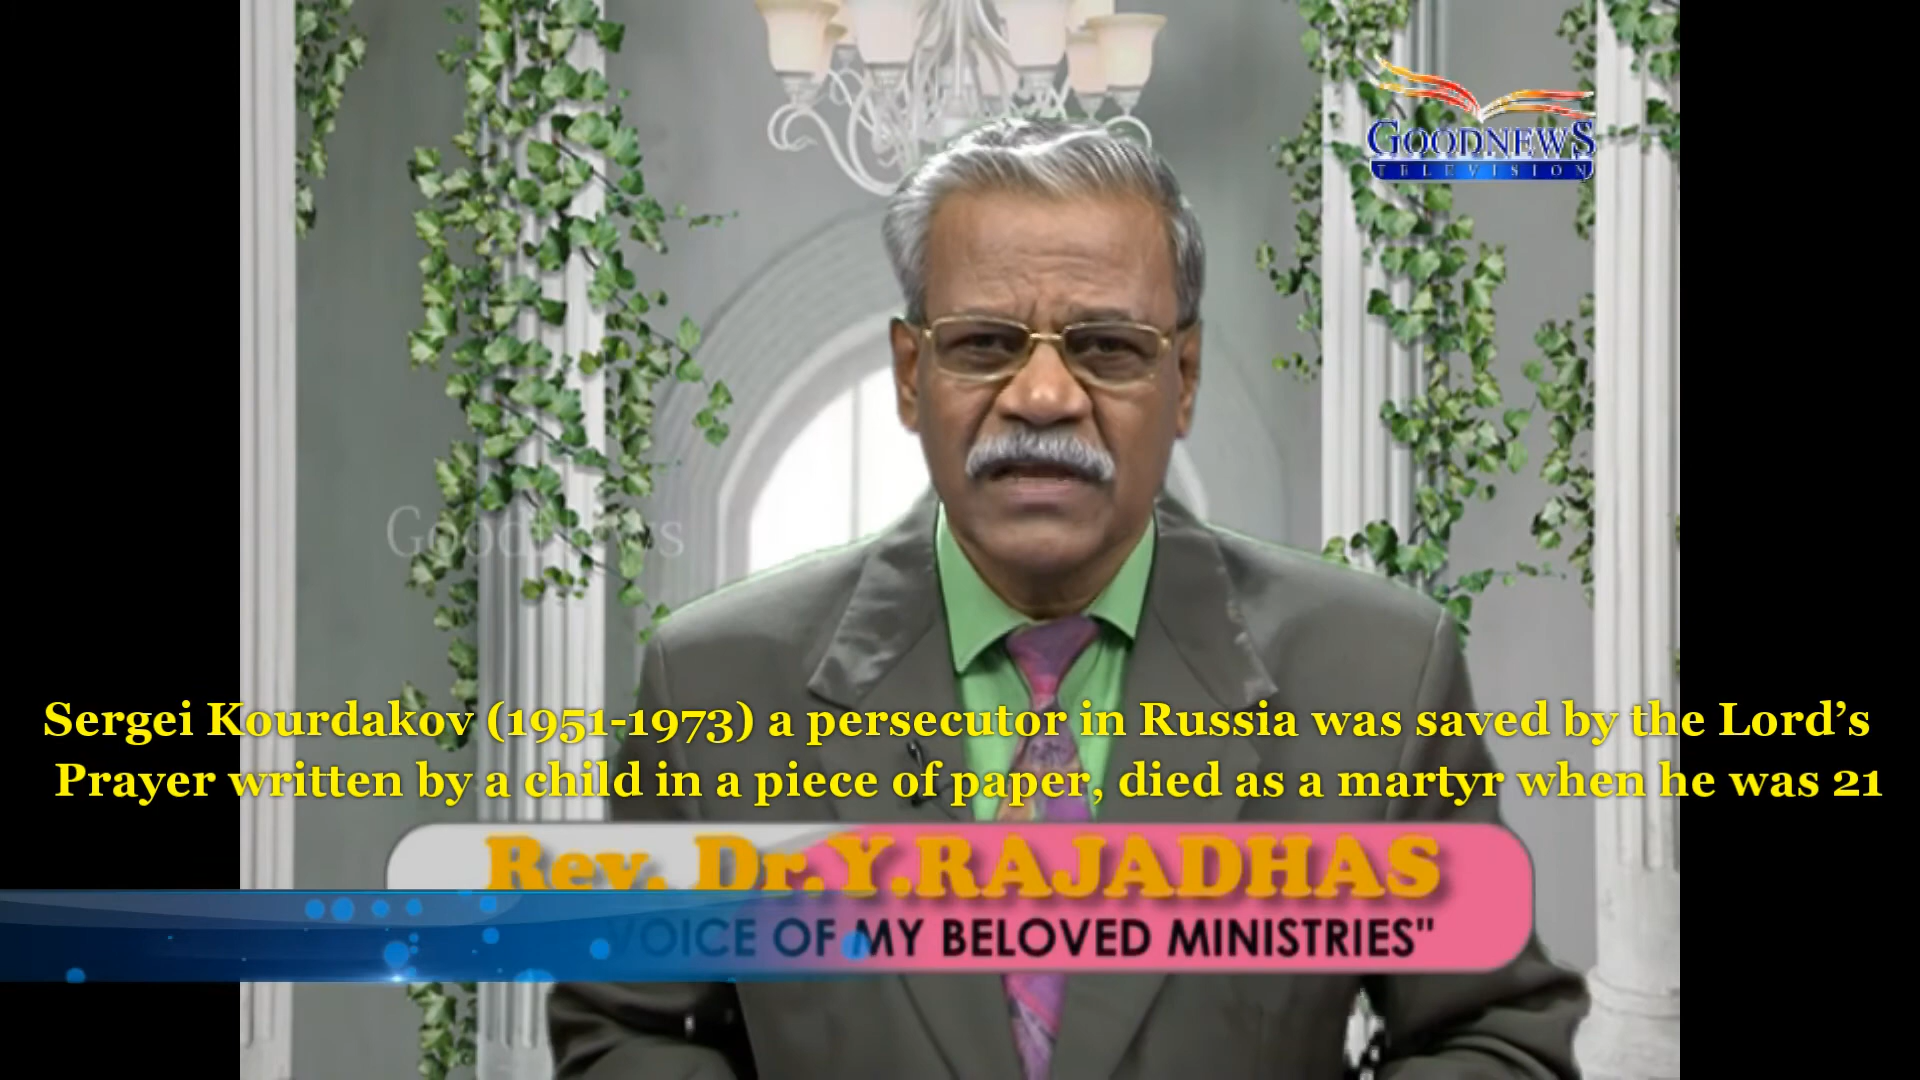 GOODNEWS
TELEVISION
GoodNews
Sergei Kourdakov (1951-1973) a persecutor in Russia was saved by the Lord’s
Prayer written by a child in a piece of paper, died as a martyr when he was 21
Rev. Dr.Y.RAJADHAS
VOICE OF MY BELOVED MINISTRIES"